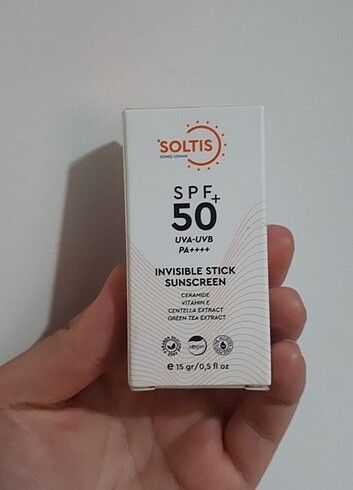 SOLTIS
GÜNEŞ UZMANI
SPF+
50
UVA-UVB
PA++++
INVISIBLE STICK
SUNSCREEN
CERAMIDE
VITAMIN E
CENTELLA EXTRACT
GREEN TEA EXTRACT
℮ 15 gr/0,5 fl oz